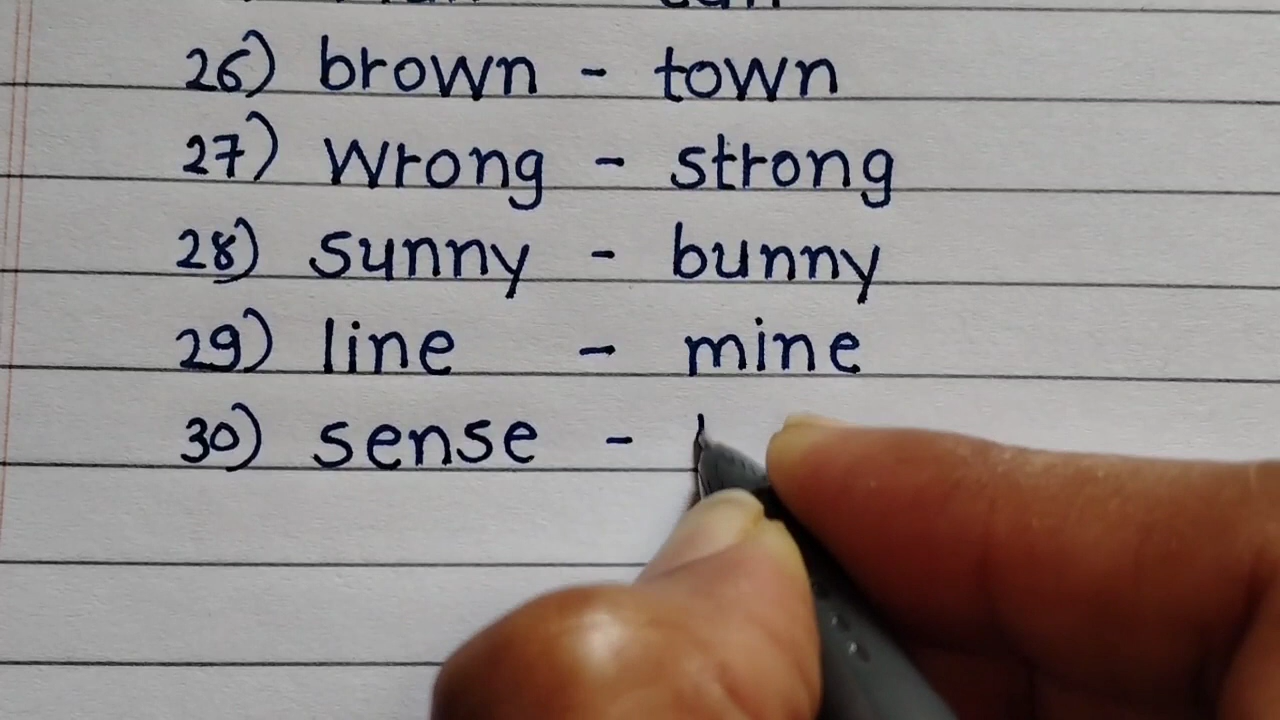 26) brown - town
27) Wrong - strong
28) sunny - bunny
29) line - mine
30) sense -